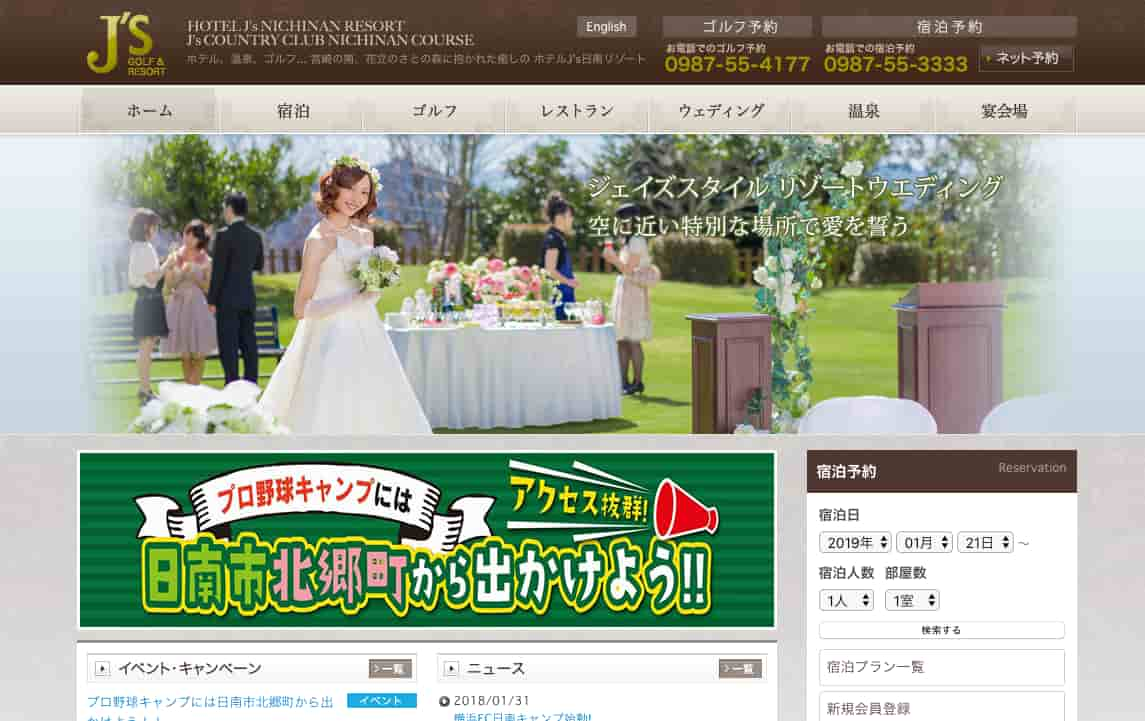 J'S
GOLF &
RESORT
HOTEL J's NICHINAN RESORT
J's COUNTRY CLUB NICHINAN COURSE
ホテル、温泉、ゴルフ... 宮崎の南、花立のさとの森に抱かれた癒しの ホテルJ's日南リゾート
English
ゴルフ予約
お電話でのゴルフ予約
0987-55-4177
宿泊予約
お電話での宿泊予約
0987-55-3333
ネット予約
ホーム 宿泊 ゴルフ レストラン ウェディング 温泉 宴会場
ジェイズスタイル リゾートウエディング
空に近い特別な場所で愛を誓う
プロ野球キャンプには
アクセス抜群!
日南市北郷町から出かけよう!!
イベント・キャンペーン
一覧
プロ野球キャンプには日南市北郷町から出
かけよう！！
イベント
ニュース
一覧
2018/01/31
横浜FC日南キャンプ始動!
宿泊予約
Reservation
宿泊日
2019年 01月 21日 ～
宿泊人数 部屋数
1人 1室
検索する
宿泊プラン一覧
新規会員登録